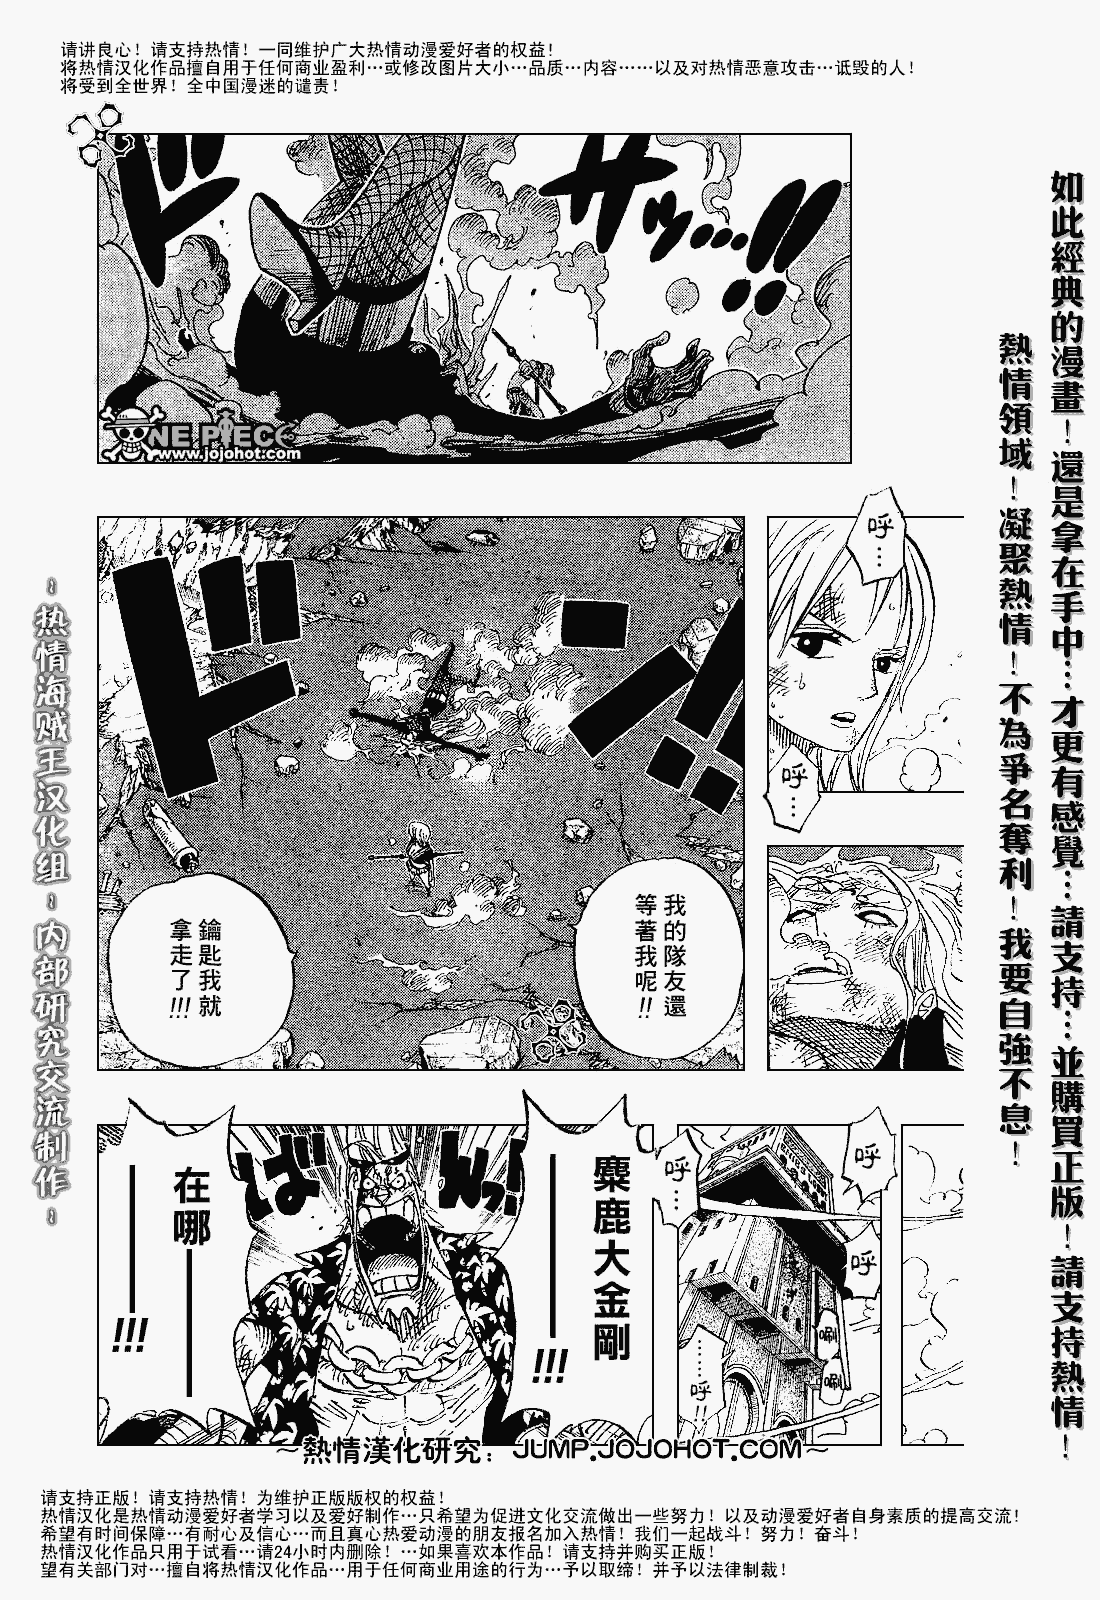 请讲良心！请支持热情！一同维护广大热情动漫爱好者的权益！
将热情汉化作品擅自用于任何商业盈利…或修改图片大小…品质…内容……以及对热情恶意攻击…诋毁的人！
将受到全世界！全中国漫迷的谴责！
如此經典的漫畫！還是拿在手中…才更有感覺…請支持…並購買正版！請支持熱情！
熱情領域！凝聚熱情！不為爭名奪利！我要自強不息！
~热情海贼王汉化组~内部研究交流制作~
ドサッ…!!
ONE PIECE
www.jojohot.com
呼…
呼…
ドン!!
我的隊友還
等著我呢!!
鑰匙我就
拿走了!!!
呼…
呼…
呼
……呼!!
唰
唰
麋鹿大金剛
━━!!!
ばんっ!
在哪
━━!!!
~熱情漢化研究：JUMP.JOJOHOT.COM~
请支持正版！请支持热情！为维护正版版权的权益！
热情汉化是热情动漫爱好者学习以及爱好制作…只希望为促进文化交流做出一些努力！以及动漫爱好者自身素质的提高交流！
希望有时间保障…有耐心及信心…而且真心热爱动漫的朋友报名加入热情！我们一起战斗！努力！奋斗！
热情汉化作品只用于试看…请24小时内删除！…如果喜欢本作品！请支持并购买正版！
望有关部门对…擅自将热情汉化作品…用于任何商业用途的行为…予以取缔！并予以法律制裁！